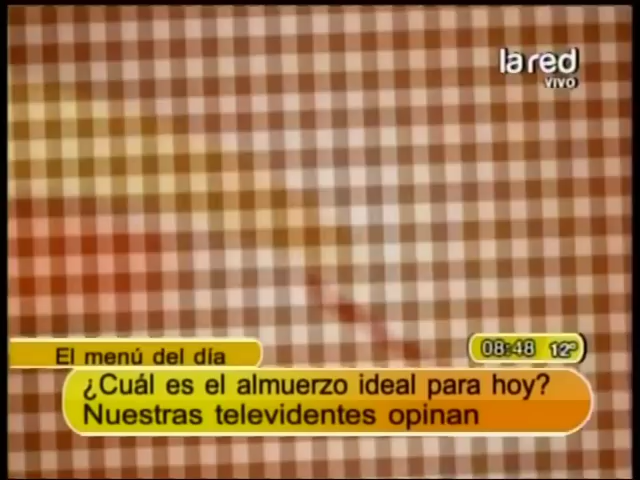 la red
VIVO
08:48 12°
El menú del día
¿Cuál es el almuerzo ideal para hoy?
Nuestras televidentes opinan